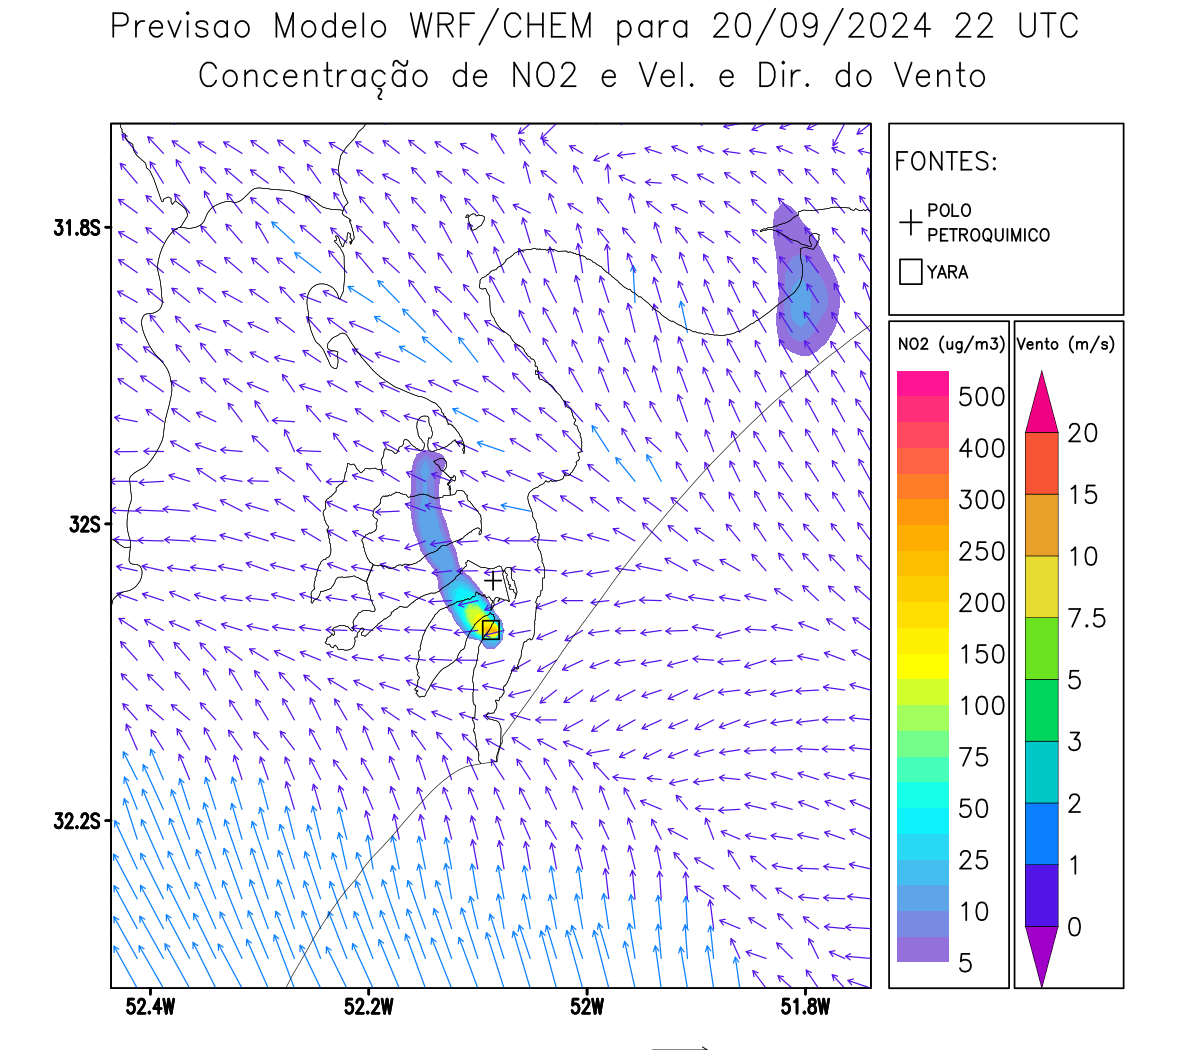 Previsao Modelo WRF/CHEM para 20/09/2024 22 UTC
Concentração de NO2 e Vel. e Dir. do Vento
FONTES:
POLO
PETROQUIMICO
YARA
NO2 (ug/m3)
500
400
300
250
200
150
100
75
50
25
10
5
Vento (m/s)
20
15
10
7.5
5
3
2
1
0
31.8S
32S
32.2S
52.4W
52.2W
52W
51.8W